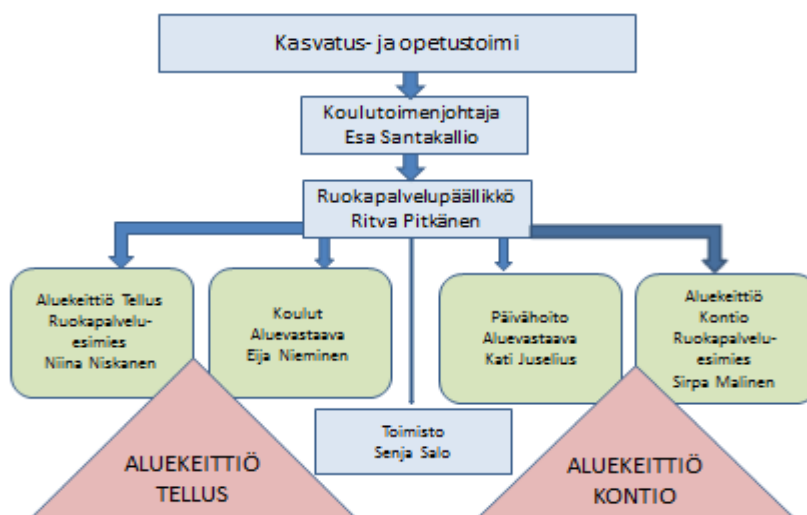 Kasvatus- ja opetustoimi
Koulutoimenjohtaja
Esa Santakallio
Ruokapalvelupäällikkö
Ritva Pitkänen
Aluekeittiö Tellus
Ruokapalvelu-
esimies
Niina Niskanen
Koulut
Aluevastaava
Eija Nieminen
Päivähoito
Aluevastaava
Kati Juselius
Aluekeittiö
Kontio
Ruokapalvelu-
esimies
Sirpa Malinen
Toimisto
Senja Salo
ALUEKEITTIÖ
TELLUS
ALUEKEITTIÖ
KONTIO